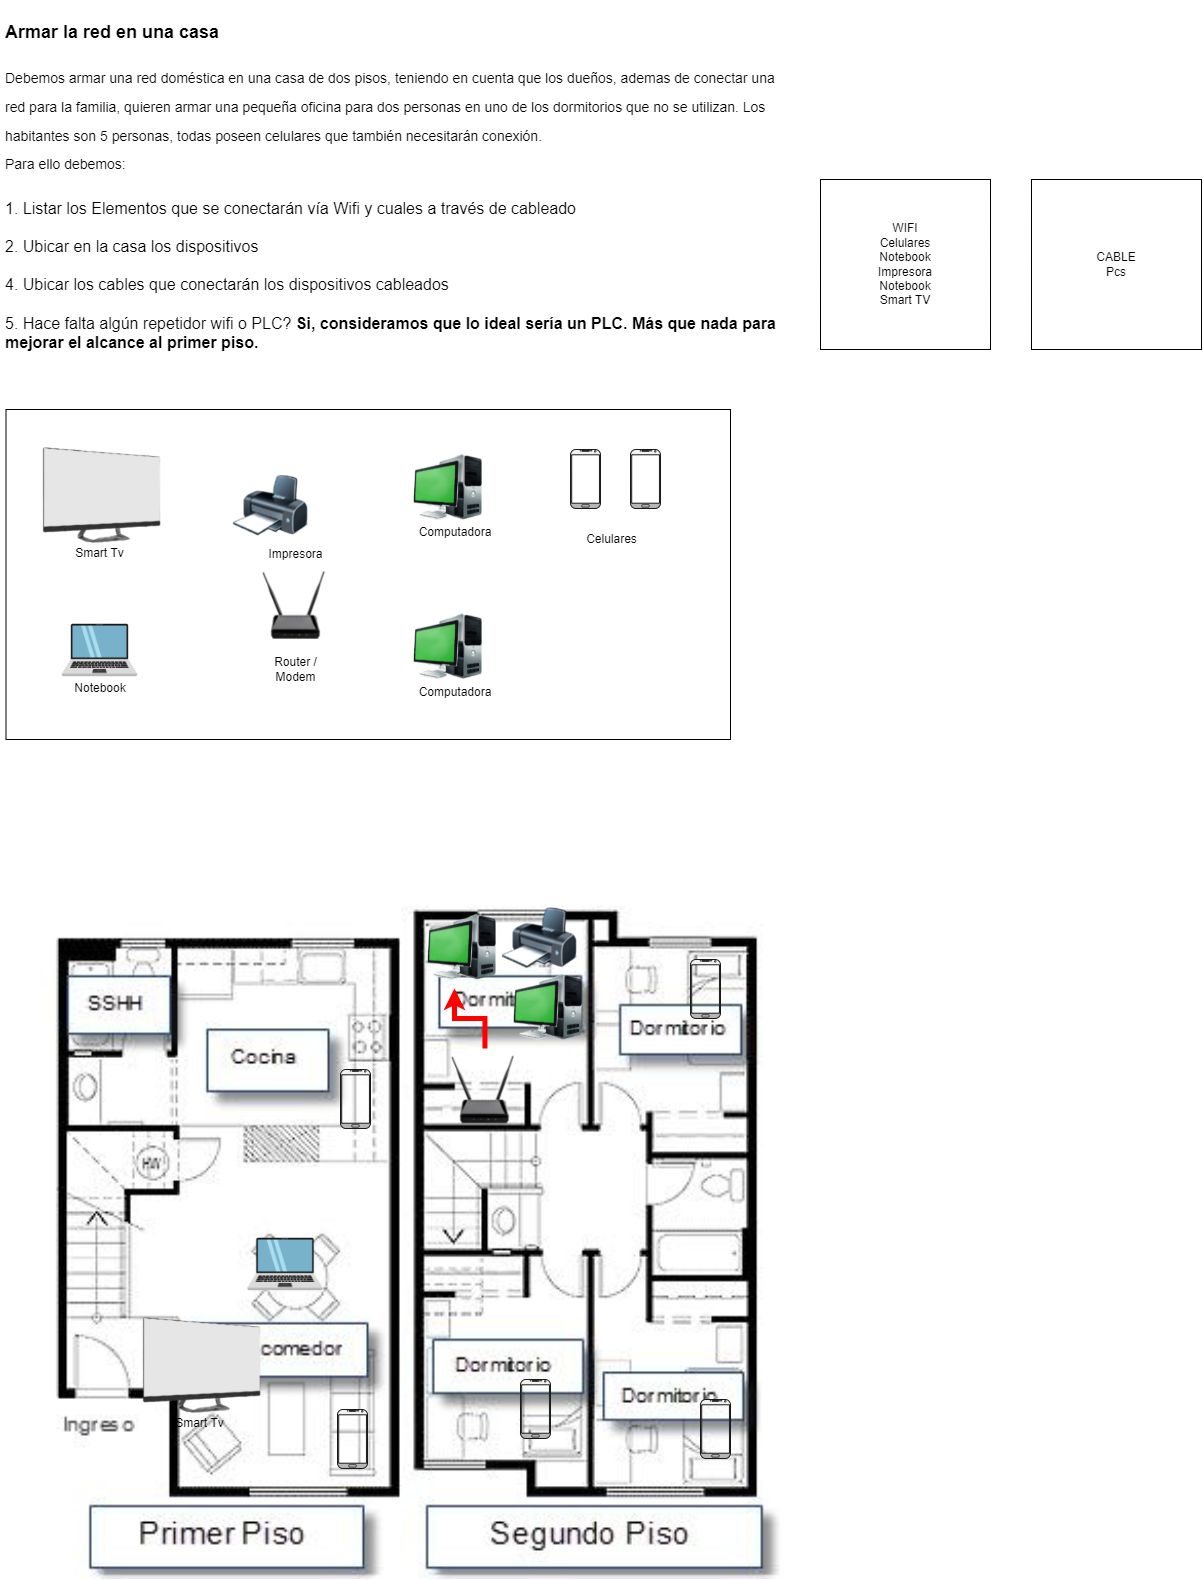 Armar la red en una casa
Debemos armar una red doméstica en una casa de dos pisos, teniendo en cuenta que los dueños, ademas de conectar una
red para la familia, quieren armar una pequeña oficina para dos personas en uno de los dormitorios que no se utilizan. Los
habitantes son 5 personas, todas poseen celulares que también necesitarán conexión.
Para ello debemos:
1. Listar los Elementos que se conectarán vía Wifi y cuales a través de cableado
2. Ubicar en la casa los dispositivos
4. Ubicar los cables que conectarán los dispositivos cableados
5. Hace falta algún repetidor wifi o PLC? Si, consideramos que lo ideal sería un PLC. Más que nada para
mejorar el alcance al primer piso.
WIFI
Celulares
Notebook
Impresora
Notebook
Smart TV
CABLE
Pcs
Smart Tv
Impresora
Computadora
Celulares
Notebook
Router /
Modem
Computadora
SSHH
Cocina
HW
comedor
Ingreso
Smart Tv
Primer Piso
Dormit
Dormitorio
Dormitorio
Dormitorio
Segundo Piso